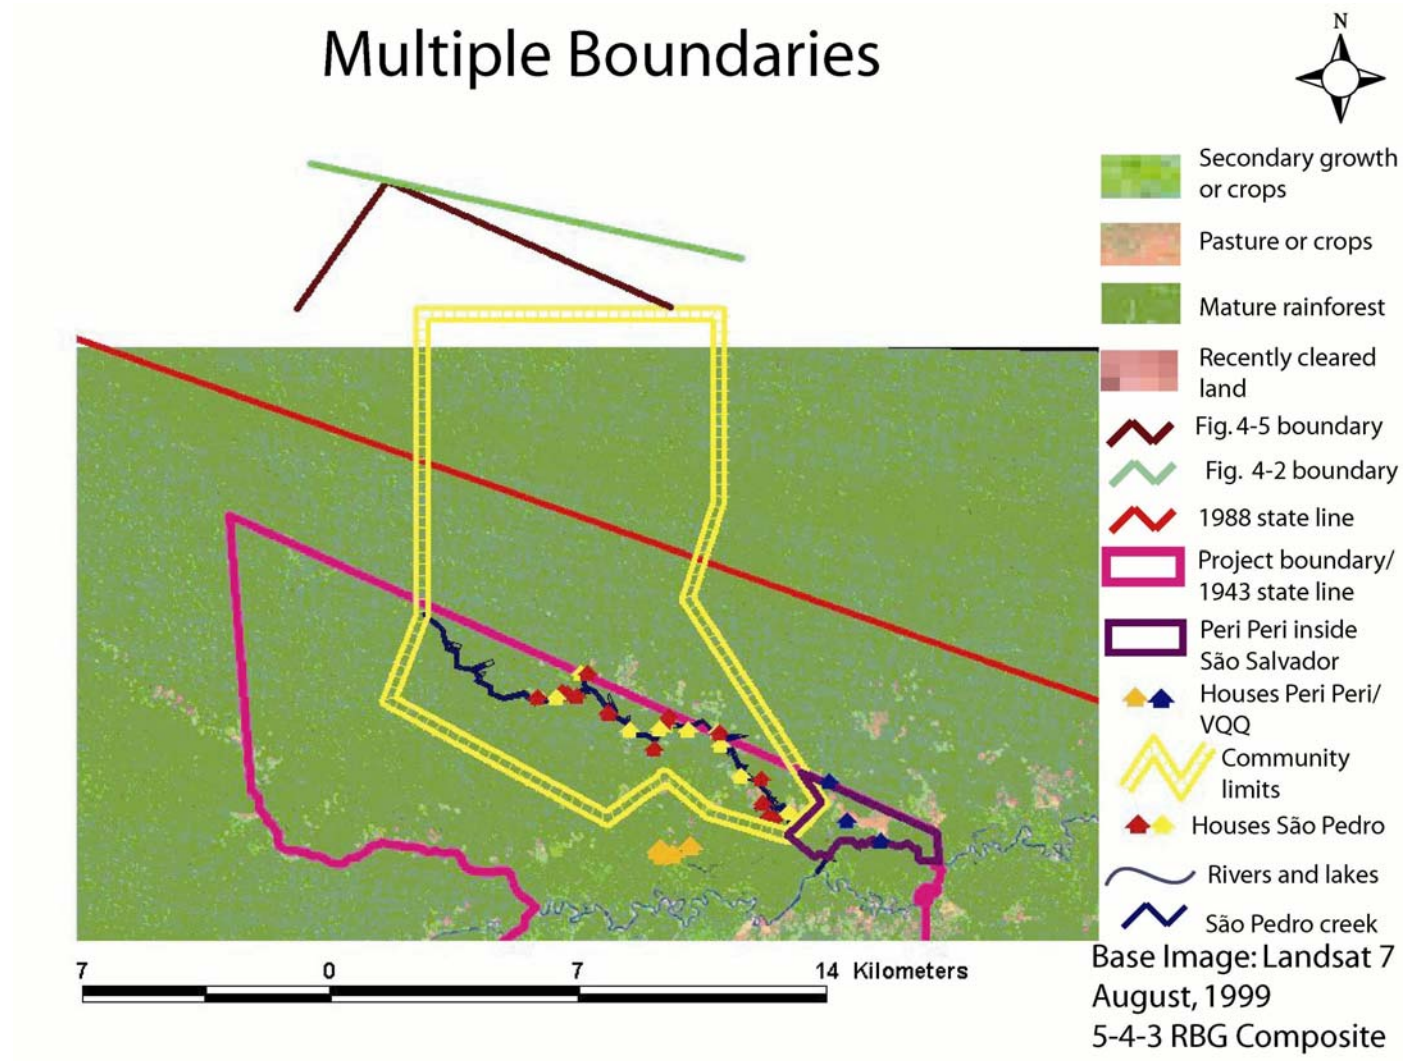 Multiple Boundaries
N
Secondary growth
or crops
Pasture or crops
Mature rainforest
Recently cleared
land
Fig. 4-5 boundary
Fig. 4-2 boundary
1988 state line
Project boundary/
1943 state line
Peri Peri inside
São Salvador
Houses Peri Peri/
VQQ
Community
limits
Houses São Pedro
Rivers and lakes
São Pedro creek
Base Image: Landsat 7
August, 1999
5-4-3 RBG Composite
7 0 7 14 Kilometers